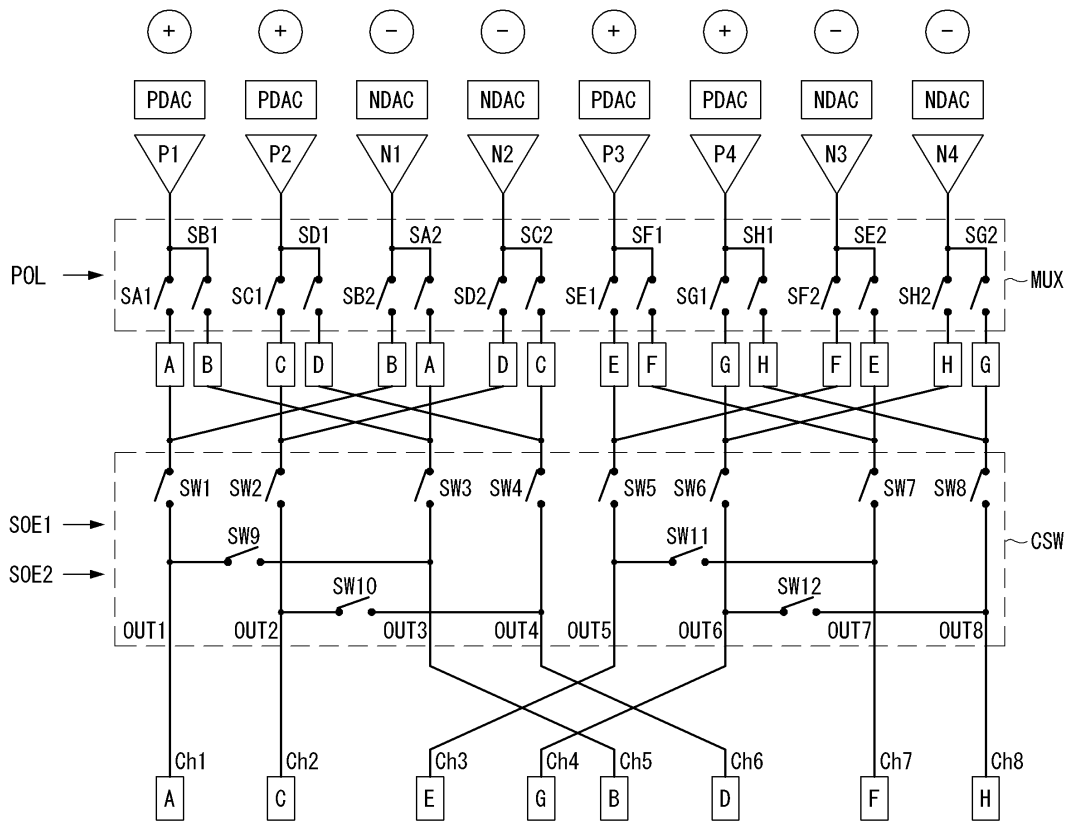 + + - - + + - -
PDAC PDAC NDAC NDAC PDAC PDAC NDAC NDAC
P1 P2 N1 N2 P3 P4 N3 N4
SB1 SD1 SA2 SC2 SF1 SH1 SE2 SG2
POL
MUX
SA1 SC1 SB2 SD2 SE1 SG1 SF2 SH2
A B C D B A D C E F G H F E H G
SW1 SW2 SW3 SW4 SW5 SW6 SW7 SW8
SOE1
SW9 SW11
CSW
SOE2
SW10 SW12
OUT1 OUT2 OUT3 OUT4 OUT5 OUT6 OUT7 OUT8
Ch1 Ch2 Ch3 Ch4 Ch5 Ch6 Ch7 Ch8
A C E G B D F H